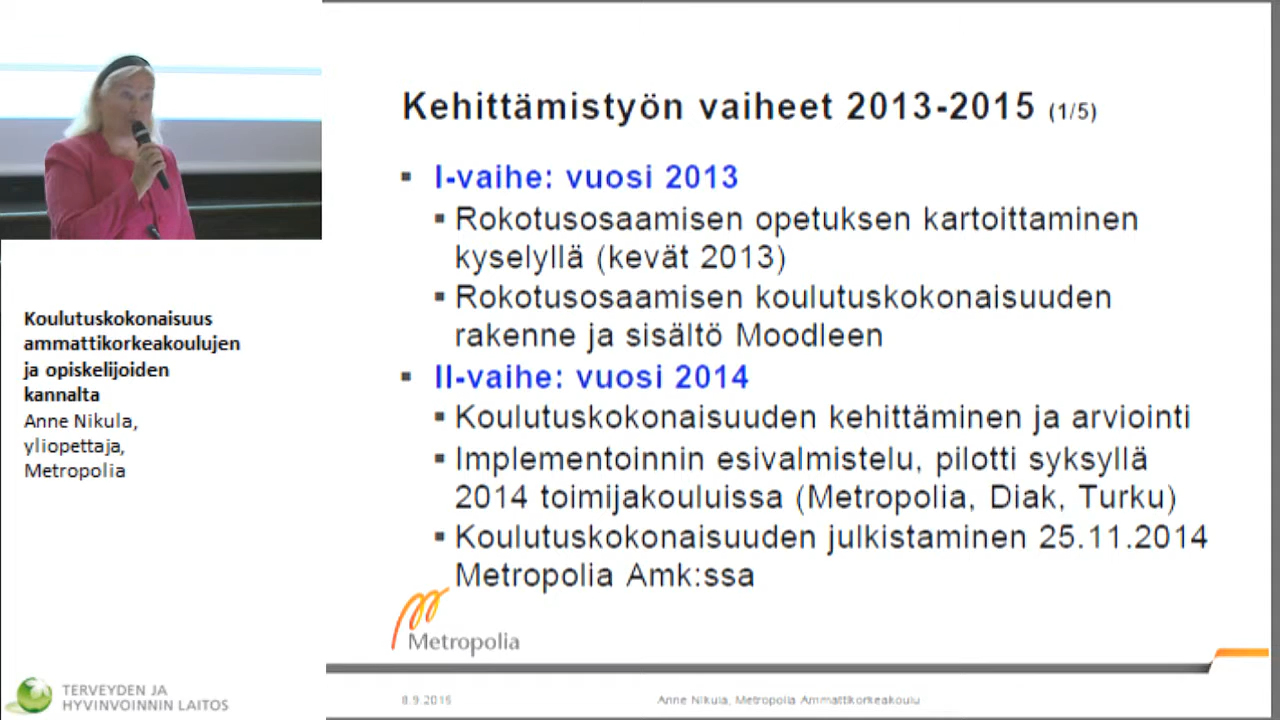 Kehittämistyön vaiheet 2013-2015 (1/5)
I-vaihe: vuosi 2013
Rokotusosaamisen opetuksen kartoittaminen
kyselyllä (kevät 2013)
Rokotusosaamisen koulutuskokonaisuuden
rakenne ja sisältö Moodleen
II-vaihe: vuosi 2014
Koulutuskokonaisuuden kehittäminen ja arviointi
Implementoinnin esivalmistelu, pilotti syksyllä
2014 toimijakouluissa (Metropolia, Diak, Turku)
Koulutuskokonaisuuden julkistaminen 25.11.2014
Metropolia Amk:ssa
Metropolia
8.9.2015
Anne Nikula, Metropolia Ammattikorkeakoulu
Koulutuskokonaisuus
ammattikorkeakoulujen
ja opiskelijoiden
kannalta
Anne Nikula,
yliopettaja,
Metropolia
TERVEYDEN JA
HYVINVOINNIN LAITOS